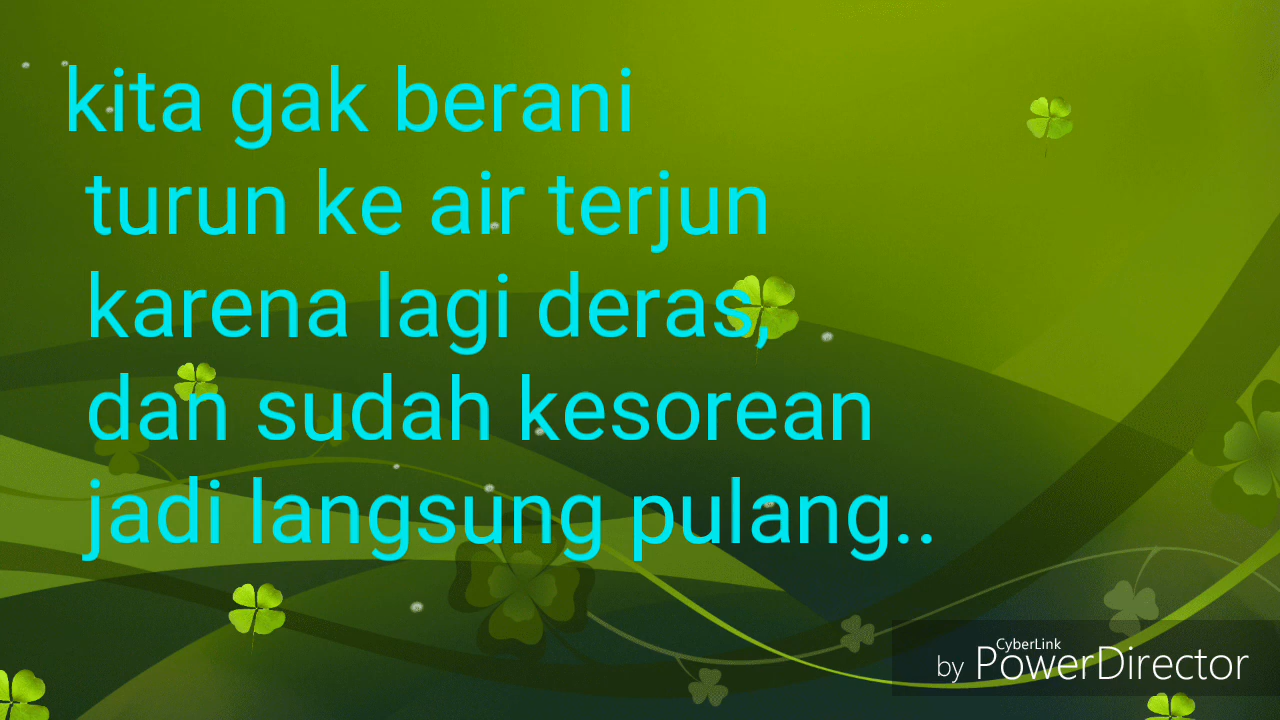 kita gak berani
turun ke air terjun
karena lagi deras,
dan sudah kesorean
jadi langsung pulang..
CyberLink
by PowerDirector